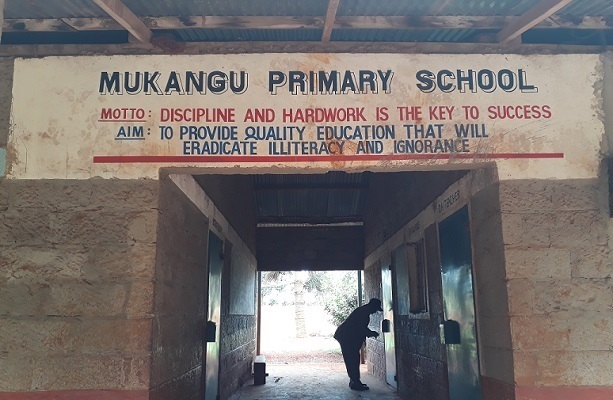 MUKANGU PRIMARY SCHOOL
MOTTO: DISCIPLINE AND HARDWORK IS THE KEY TO SUCCESS
AIM: TO PROVIDE QUALITY EDUCATION THAT WILL
ERADICATE ILLITERACY AND IGNORANCE
TEACHER